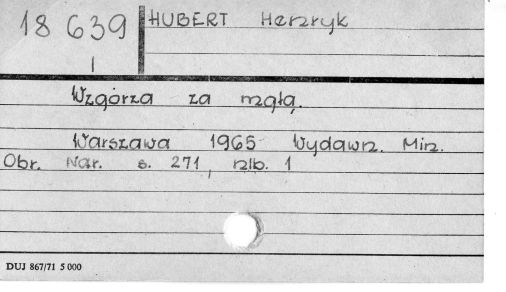 18 639
I
HUBERT Henryk
Wzgórza za mgłą.
Warszawa 1965 Wydawn. Min.
Obr. Nar. s. 271, nlb. 1
DUJ 867/71 5 000